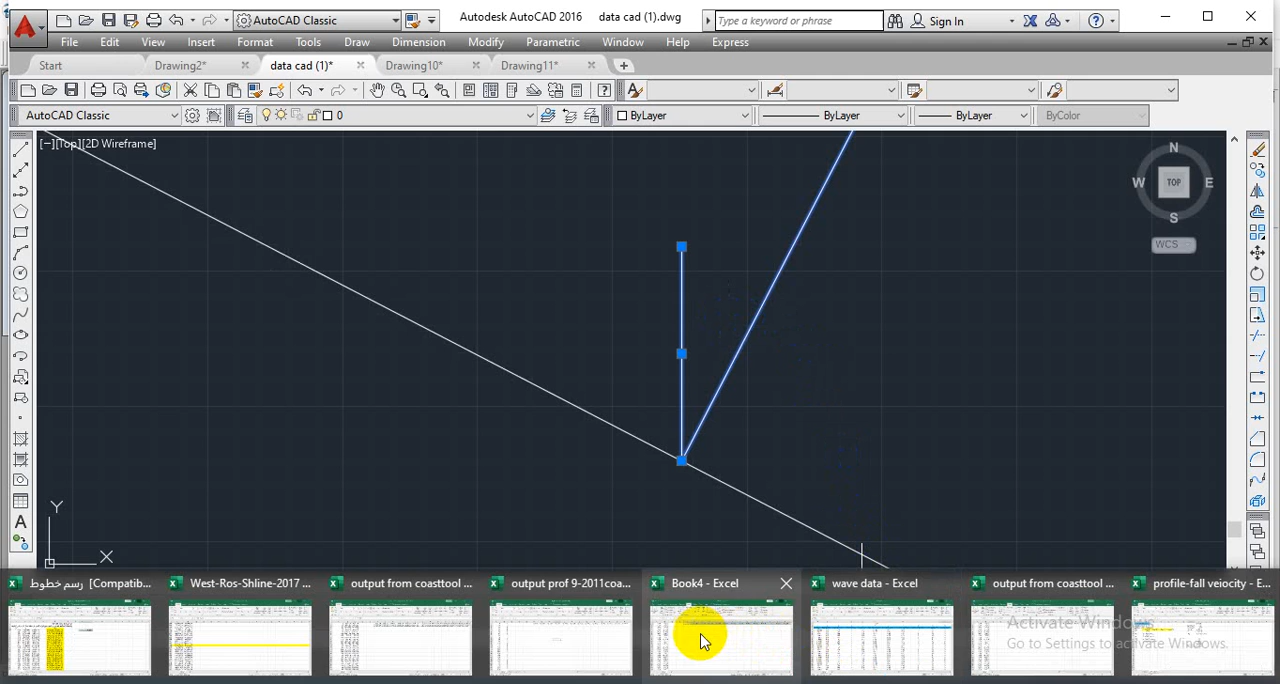 AutoCAD Classic Autodesk AutoCAD 2016 data cad (1).dwg Type a keyword or phrase Sign In
File Edit View Insert Format Tools Draw Dimension Modify Parametric Window Help Express
Start Drawing2* data cad (1)* Drawing10* Drawing11*
AutoCAD Classic 0 ByLayer ByLayer ByLayer ByColor
[−][Top][2D Wireframe]
N
W TOP E
S
WCS
Y
X
A
رسم خطوط [Compatib... West-Ros-Shline-2017 ... output from coasttool ... output prof 9-2011coa... Book4 - Excel wave data - Excel output from coasttool ... profile-fall veiocity - E...
Activate Windows
Go to Settings to activate Windows.